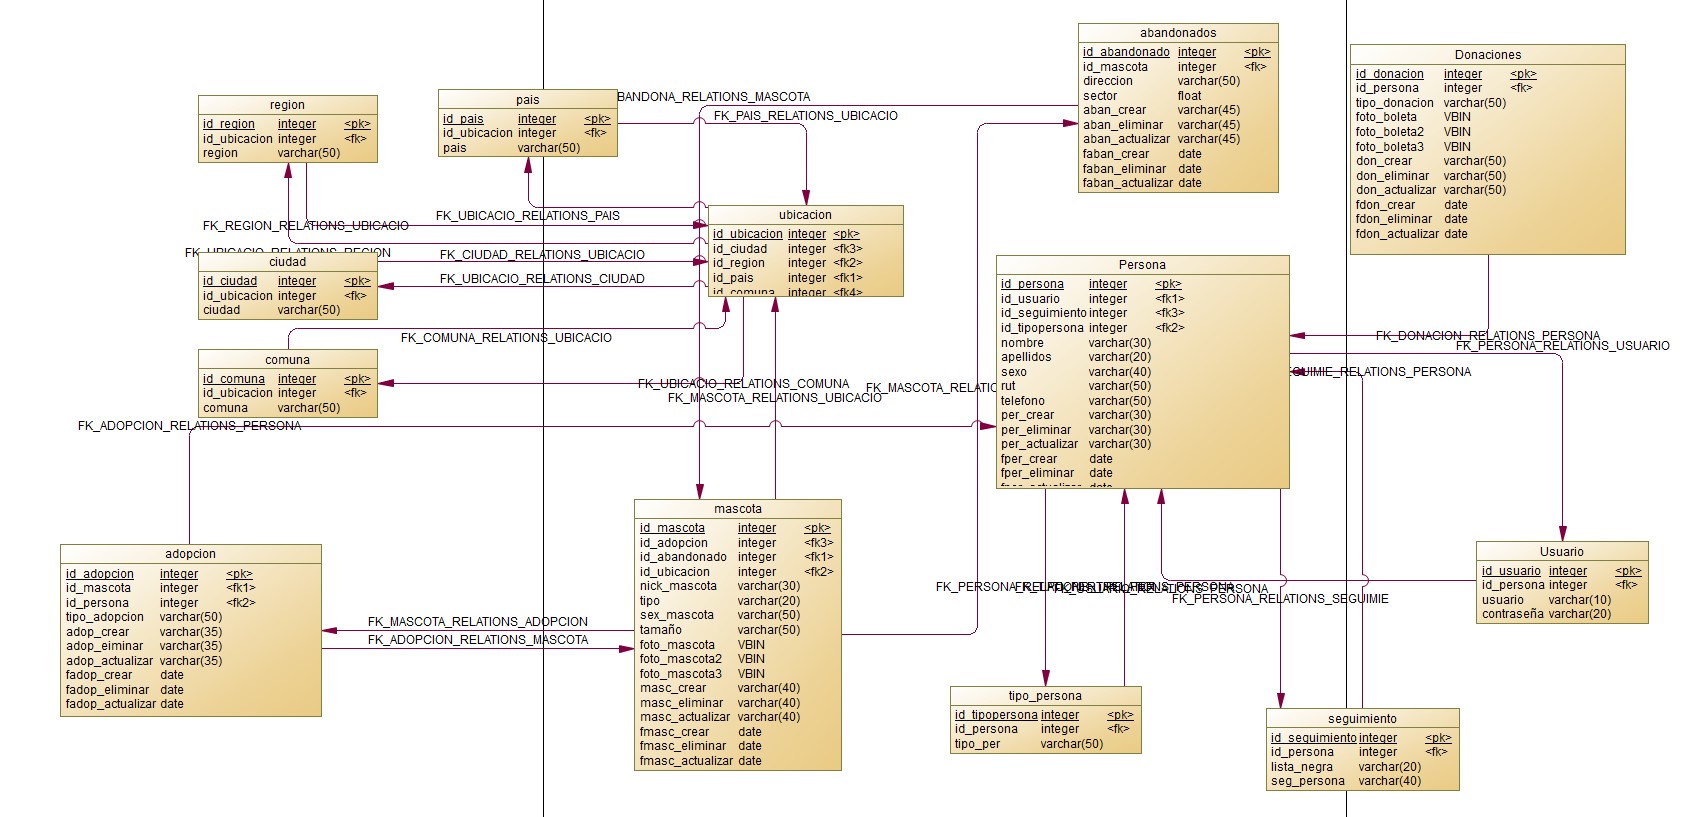 abandonados
id_abandonado integer <pk>
id_mascota integer <fk>
direccion varchar(50)
sector float
aban_crear varchar(45)
aban_eliminar varchar(45)
aban_actualizar varchar(45)
faban_crear date
faban_eliminar date
faban_actualizar date
Donaciones
id_donacion integer <pk>
id_persona integer <fk>
tipo_donacion varchar(50)
foto_boleta VBIN
foto_boleta2 VBIN
foto_boleta3 VBIN
don_crear varchar(50)
don_eliminar varchar(50)
don_actualizar varchar(50)
fdon_crear date
fdon_eliminar date
fdon_actualizar date
region
id_region integer <pk>
id_ubicacion integer <fk>
region varchar(50)
pais
id_pais integer <pk>
id_ubicacion integer <fk>
pais varchar(50)
BANDONA_RELATIONS_MASCOTA
FK_PAIS_RELATIONS_UBICACIO
FK_UBICACIO_RELATIONS_PAIS
FK_REGION_RELATIONS_UBICACIO
FK_UBICACIO_RELATIONS_REGION
FK_CIUDAD_RELATIONS_UBICACIO
FK_UBICACIO_RELATIONS_CIUDAD
ubicacion
id_ubicacion integer <pk>
id_ciudad integer <fk3>
id_region integer <fk2>
id_pais integer <fk1>
id_comuna integer <fk4>
ciudad
id_ciudad integer <pk>
id_ubicacion integer <fk>
ciudad varchar(50)
FK_COMUNA_RELATIONS_UBICACIO
comuna
id_comuna integer <pk>
id_ubicacion integer <fk>
comuna varchar(50)
FK_UBICACIO_RELATIONS_COMUNA
FK_MASCOTA_RELATIONS_UBICACIO
FK_MASCOTA_RELATIO
FK_ADOPCION_RELATIONS_PERSONA
Persona
id_persona integer <pk>
id_usuario integer <fk1>
id_seguimiento integer <fk3>
id_tipopersona integer <fk2>
nombre varchar(30)
apellidos varchar(20)
sexo varchar(40)
rut varchar(50)
telefono varchar(50)
per_crear varchar(30)
per_eliminar varchar(30)
per_actualizar varchar(30)
fper_crear date
fper_eliminar date
fper_actualizar date
FK_DONACION_RELATIONS_PERSONA
FK_PERSONA_RELATIONS_USUARIO
GUIMIE_RELATIONS_PERSONA
mascota
id_mascota integer <pk>
id_adopcion integer <fk3>
id_abandonado integer <fk1>
id_ubicacion integer <fk2>
nick_mascota varchar(30)
tipo varchar(20)
sex_mascota varchar(50)
tamaño varchar(50)
foto_mascota VBIN
foto_mascota2 VBIN
foto_mascota3 VBIN
masc_crear varchar(40)
masc_eliminar varchar(40)
masc_actualizar varchar(40)
fmasc_crear date
fmasc_eliminar date
fmasc_actualizar date
adopcion
id_adopcion integer <pk>
id_mascota integer <fk1>
id_persona integer <fk2>
tipo_adopcion varchar(50)
adop_crear varchar(35)
adop_eiminar varchar(35)
adop_actualizar varchar(35)
fadop_crear date
fadop_eliminar date
fadop_actualizar date
FK_MASCOTA_RELATIONS_ADOPCION
FK_ADOPCION_RELATIONS_MASCOTA
FK_PERSONA_RELATIONS_SEGUIMIE
Usuario
id_usuario integer <pk>
id_persona integer <fk>
usuario varchar(10)
contraseña varchar(20)
tipo_persona
id_tipopersona integer <pk>
id_persona integer <fk>
tipo_per varchar(50)
seguimiento
id_seguimiento integer <pk>
id_persona integer <fk>
lista_negra varchar(20)
seg_persona varchar(40)